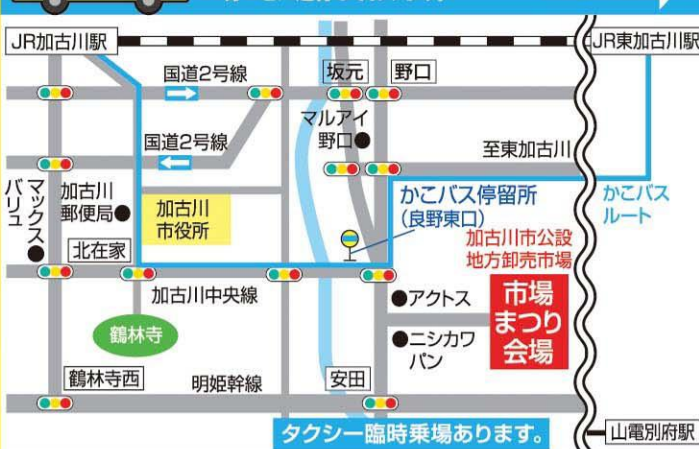 JR加古川駅
JR東加古川駅
国道2号線
坂元
野口
国道2号線
マルアイ
野口
至東加古川
マックス
バリュ
加古川
郵便局
加古川
市役所
かこバス停留所
(良野東口)
かこバス
ルート
北在家
加古川中央線
加古川市公設
地方卸売市場
市場
まつり
会場
アクトス
ニシカワ
パン
鶴林寺
鶴林寺西
明姫幹線
安田
タクシー臨時乗場あります。
山電別府駅